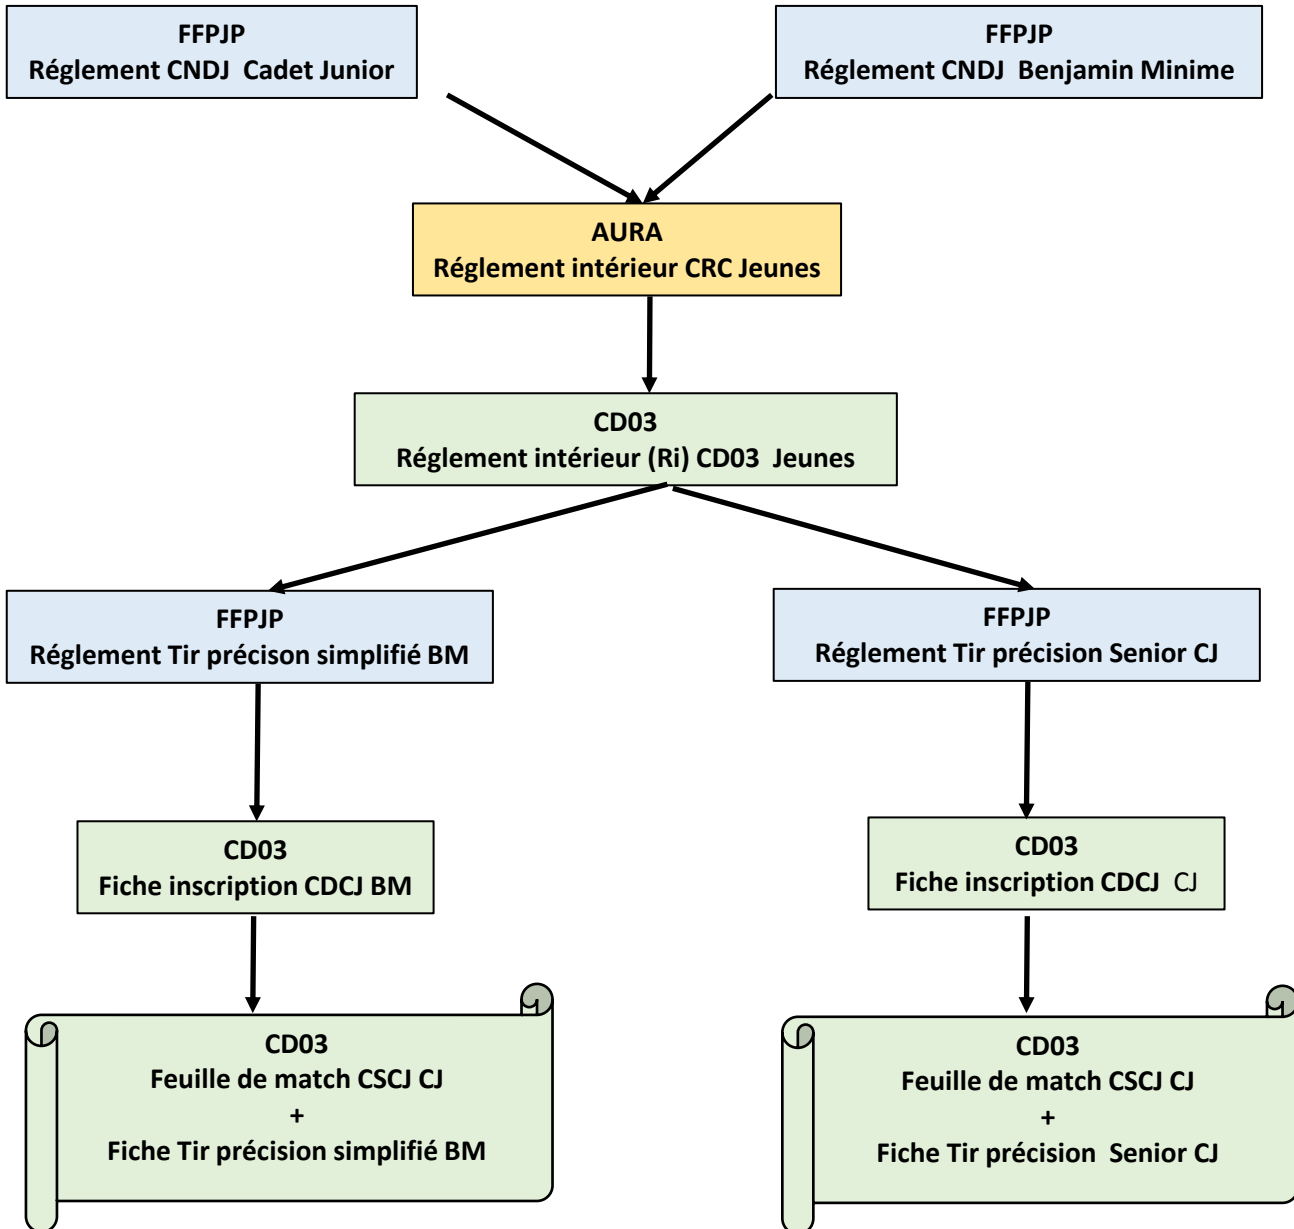 FFPJP
Réglement CNDJ  Cadet Junior
FFPJP
Réglement CNDJ  Benjamin Minime
AURA
Réglement intérieur CRC Jeunes
CD03
Réglement intérieur (Ri) CD03  Jeunes
FFPJP
Réglement Tir précison simplifié BM
FFPJP
Réglement Tir précision Senior CJ
CD03
Fiche inscription CDCJ BM
CD03
Fiche inscription CDCJ  CJ
CD03
Feuille de match CSCJ CJ
+
Fiche Tir précision simplifié BM
CD03
Feuille de match CSCJ CJ
+
Fiche Tir précision  Senior CJ